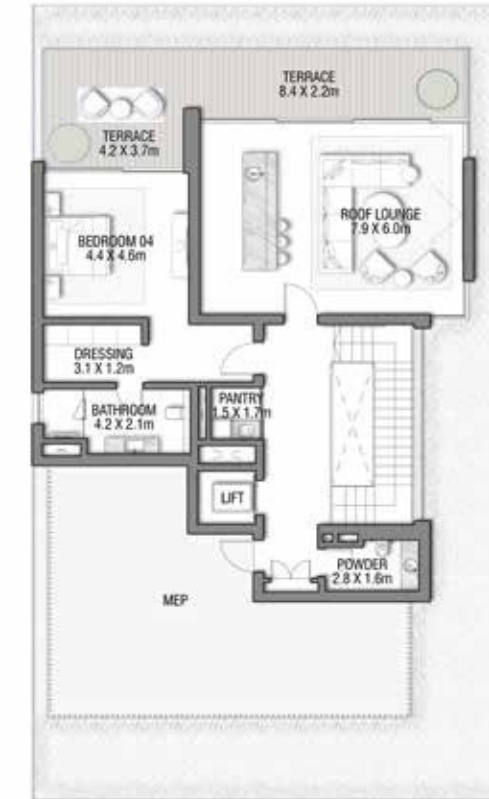 TERRACE
8.4 X 2.2m
TERRACE
4.2 X 3.7m
ROOF LOUNGE
7.9 X 6.0m
BEDROOM 04
4.4 X 4.6m
DRESSING
3.1 X 1.2m
PANTRY
1.5 X 1.7m
BATHROOM
4.2 X 2.1m
LIFT
POWDER
2.8 X 1.6m
MEP